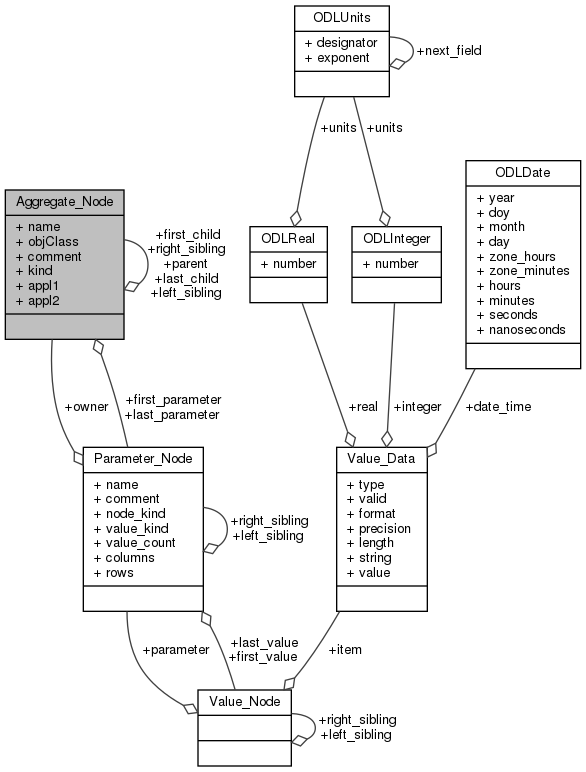 ODLUnits
+ designator
+ exponent
+next_field
+units
+units
Aggregate_Node
+ name
+ objClass
+ comment
+ kind
+ appl1
+ appl2
+first_child
+right_sibling
+parent
+last_child
+left_sibling
ODLReal
+ number
ODLInteger
+ number
ODLDate
+ year
+ doy
+ month
+ day
+ zone_hours
+ zone_minutes
+ hours
+ minutes
+ seconds
+ nanoseconds
+owner
+first_parameter
+last_parameter
+real
+integer
+date_time
Parameter_Node
+ name
+ comment
+ node_kind
+ value_kind
+ value_count
+ columns
+ rows
+right_sibling
+left_sibling
Value_Data
+ type
+ valid
+ format
+ precision
+ length
+ string
+ value
+parameter
+last_value
+first_value
+item
Value_Node
+right_sibling
+left_sibling